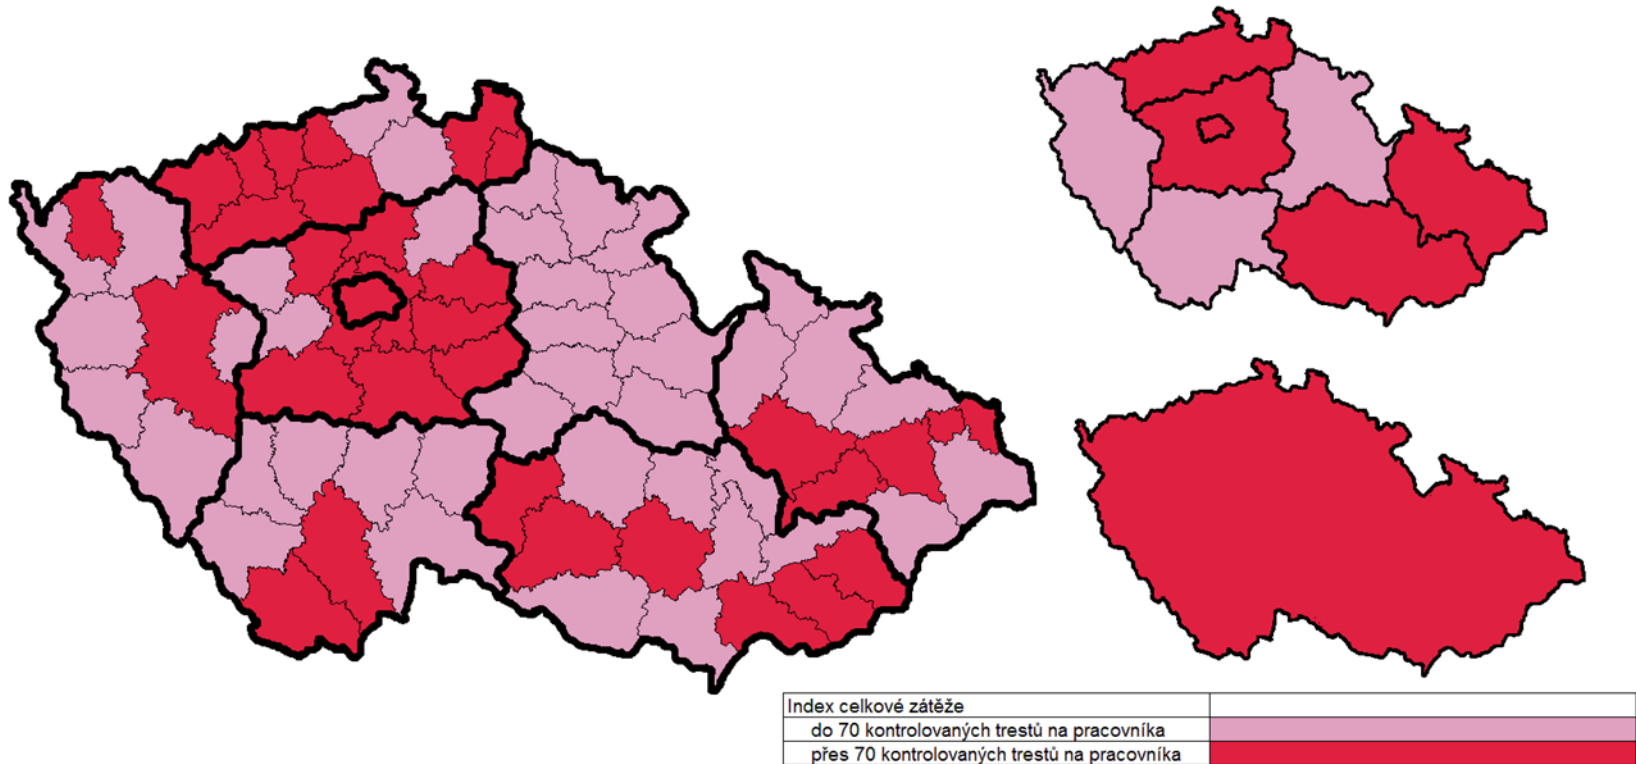 Index celkové zátěže
do 70 kontrolovaných trestů na pracovníka
přes 70 kontrolovaných trestů na pracovníka